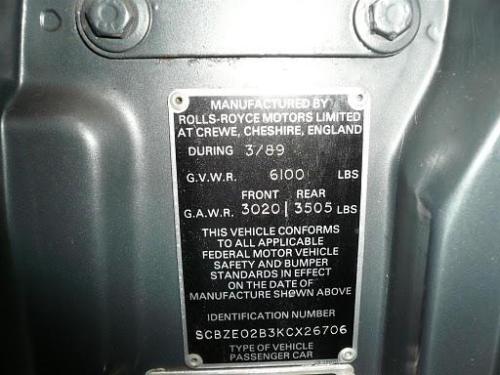 MANUFACTURED BY
ROLLS-ROYCE MOTORS LIMITED
AT CREWE, CHESHIRE, ENGLAND
DURING 3/89
G.V.W.R. 6100 LBS
FRONT REAR
G.A.W.R. 3020 | 3505 LBS
THIS VEHICLE CONFORMS
TO ALL APPLICABLE
FEDERAL MOTOR VEHICLE
SAFETY AND BUMPER
STANDARDS IN EFFECT
ON THE DATE OF
MANUFACTURE SHOWN ABOVE
IDENTIFICATION NUMBER
SCBZE02B3KCX26706
TYPE OF VEHICLE
PASSENGER CAR